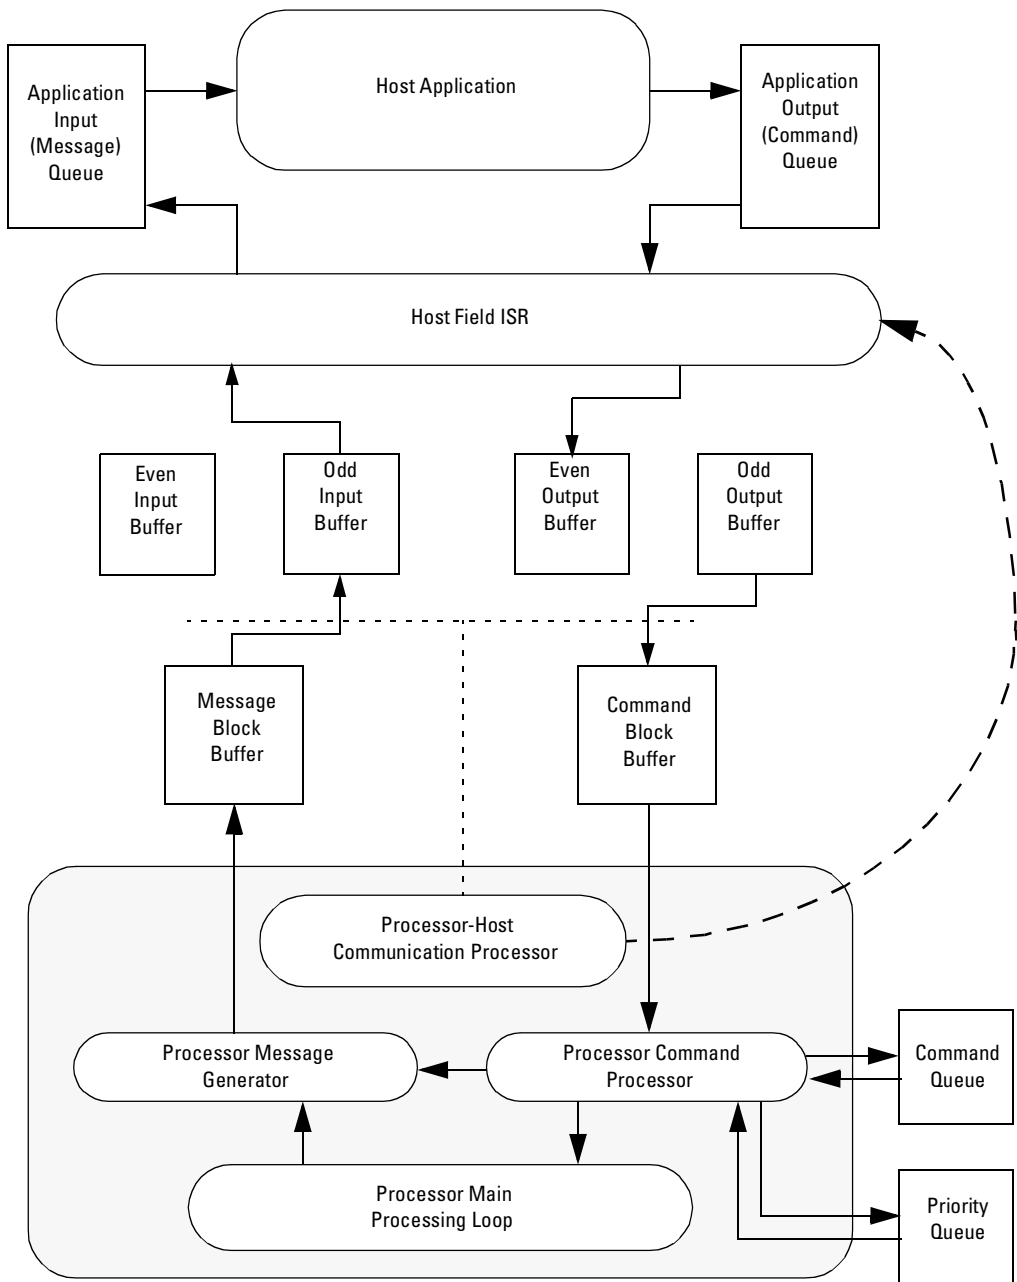 Application
Input
(Message)
Queue
Host Application
Application
Output
(Command)
Queue
Host Field ISR
Even
Input
Buffer
Odd
Input
Buffer
Even
Output
Buffer
Odd
Output
Buffer
Message
Block
Buffer
Command
Block
Buffer
Processor-Host
Communication Processor
Processor Message
Generator
Processor Command
Processor
Command
Queue
Processor Main
Processing Loop
Priority
Queue